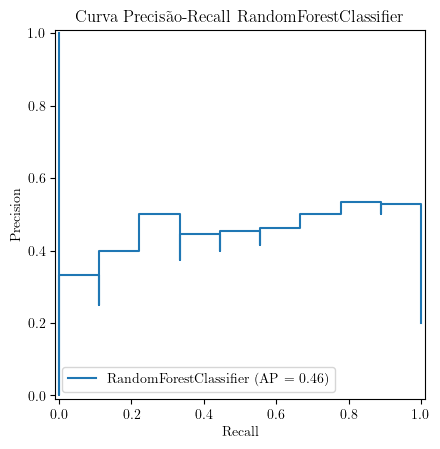 Curva Precisão-Recall RandomForestClassifier
1.0
0.8
0.6
0.4
0.2
0.0
Precision
RandomForestClassifier (AP = 0.46)
0.0 0.2 0.4 0.6 0.8 1.0
Recall